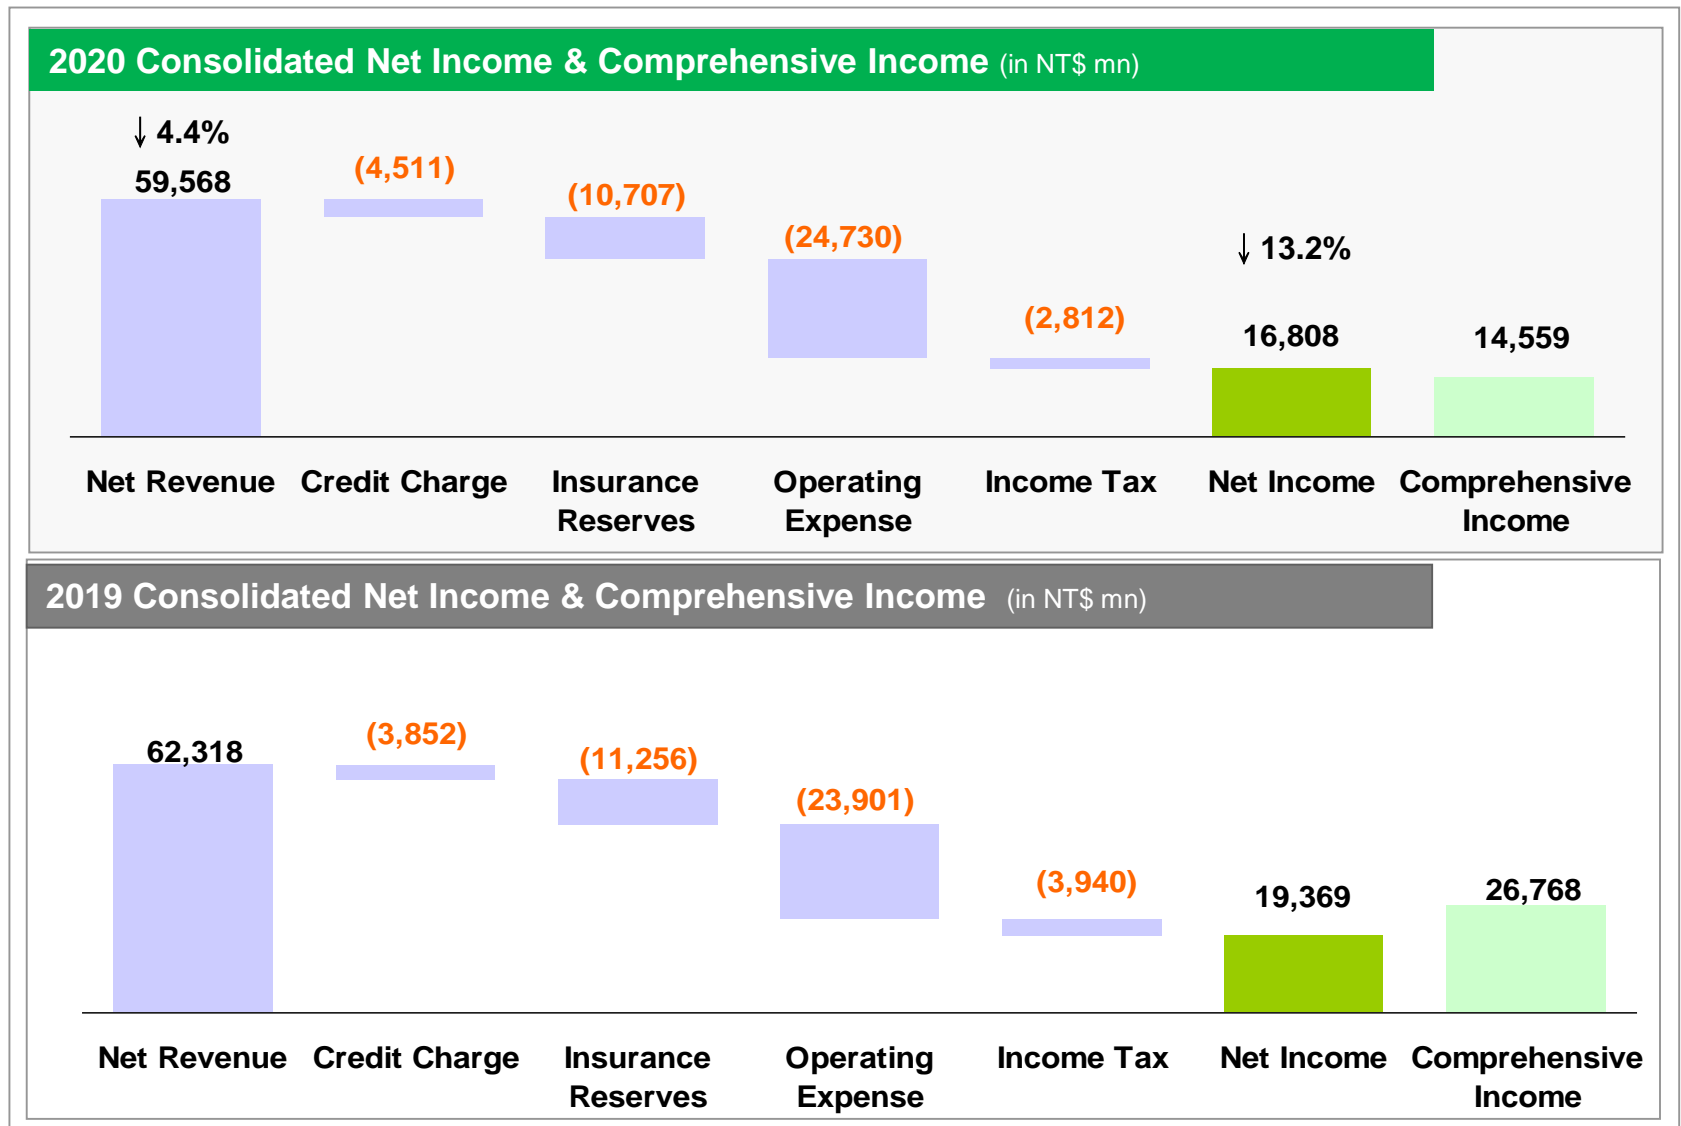 2020 Consolidated Net Income & Comprehensive Income (in NT$ mn)
↓ 4.4%
59,568
(4,511)
(10,707)
(24,730)
(2,812)
↓ 13.2%
16,808
14,559
Net Revenue
Credit Charge
Insurance
Reserves
Operating
Expense
Income Tax
Net Income
Comprehensive
Income
2019 Consolidated Net Income & Comprehensive Income (in NT$ mn)
62,318
(3,852)
(11,256)
(23,901)
(3,940)
19,369
26,768
Net Revenue
Credit Charge
Insurance
Reserves
Operating
Expense
Income Tax
Net Income
Comprehensive
Income